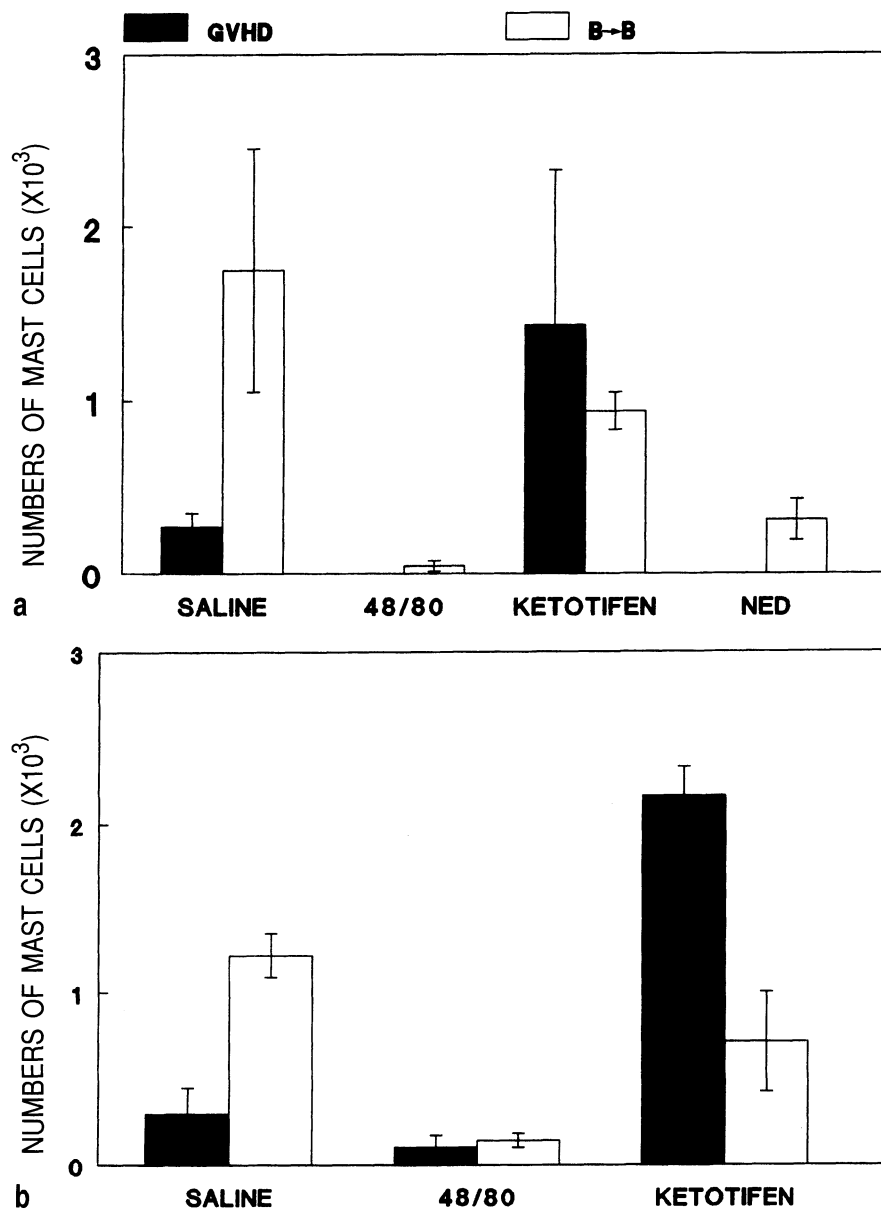 GVHD B→B
3
2
1
0
NUMBERS OF MAST CELLS (X10³)
a SALINE 48/80 KETOTIFEN NED
3
2
1
0
NUMBERS OF MAST CELLS (X10³)
b SALINE 48/80 KETOTIFEN